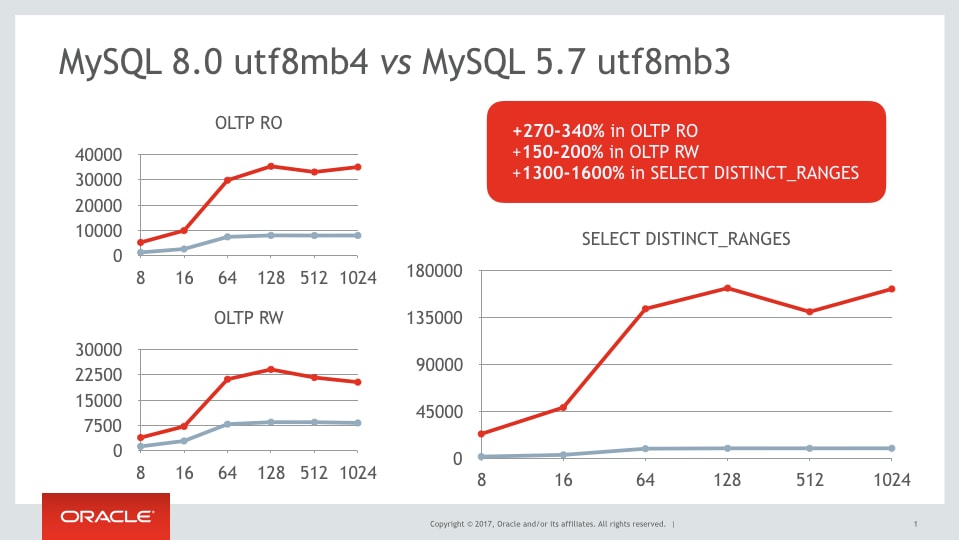 MySQL 8.0 utf8mb4 vs MySQL 5.7 utf8mb3
OLTP RO
40000
30000
20000
10000
0
8 16 64 128 512 1024
OLTP RW
30000
22500
15000
7500
0
8 16 64 128 512 1024
+270-340% in OLTP RO
+150-200% in OLTP RW
+1300-1600% in SELECT DISTINCT_RANGES
SELECT DISTINCT_RANGES
180000
135000
90000
45000
0
8 16 64 128 512 1024
ORACLE®
Copyright © 2017, Oracle and/or its affiliates. All rights reserved. |
1